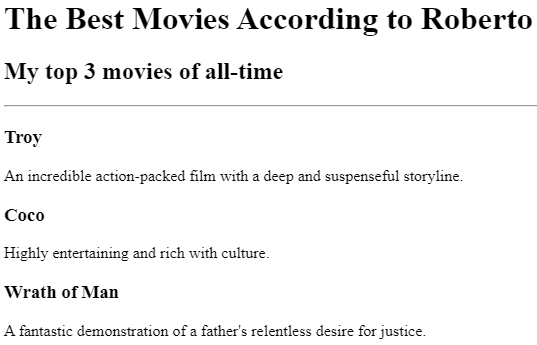 The Best Movies According to Roberto
My top 3 movies of all-time
Troy
An incredible action-packed film with a deep and suspenseful storyline.
Coco
Highly entertaining and rich with culture.
Wrath of Man
A fantastic demonstration of a father's relentless desire for justice.